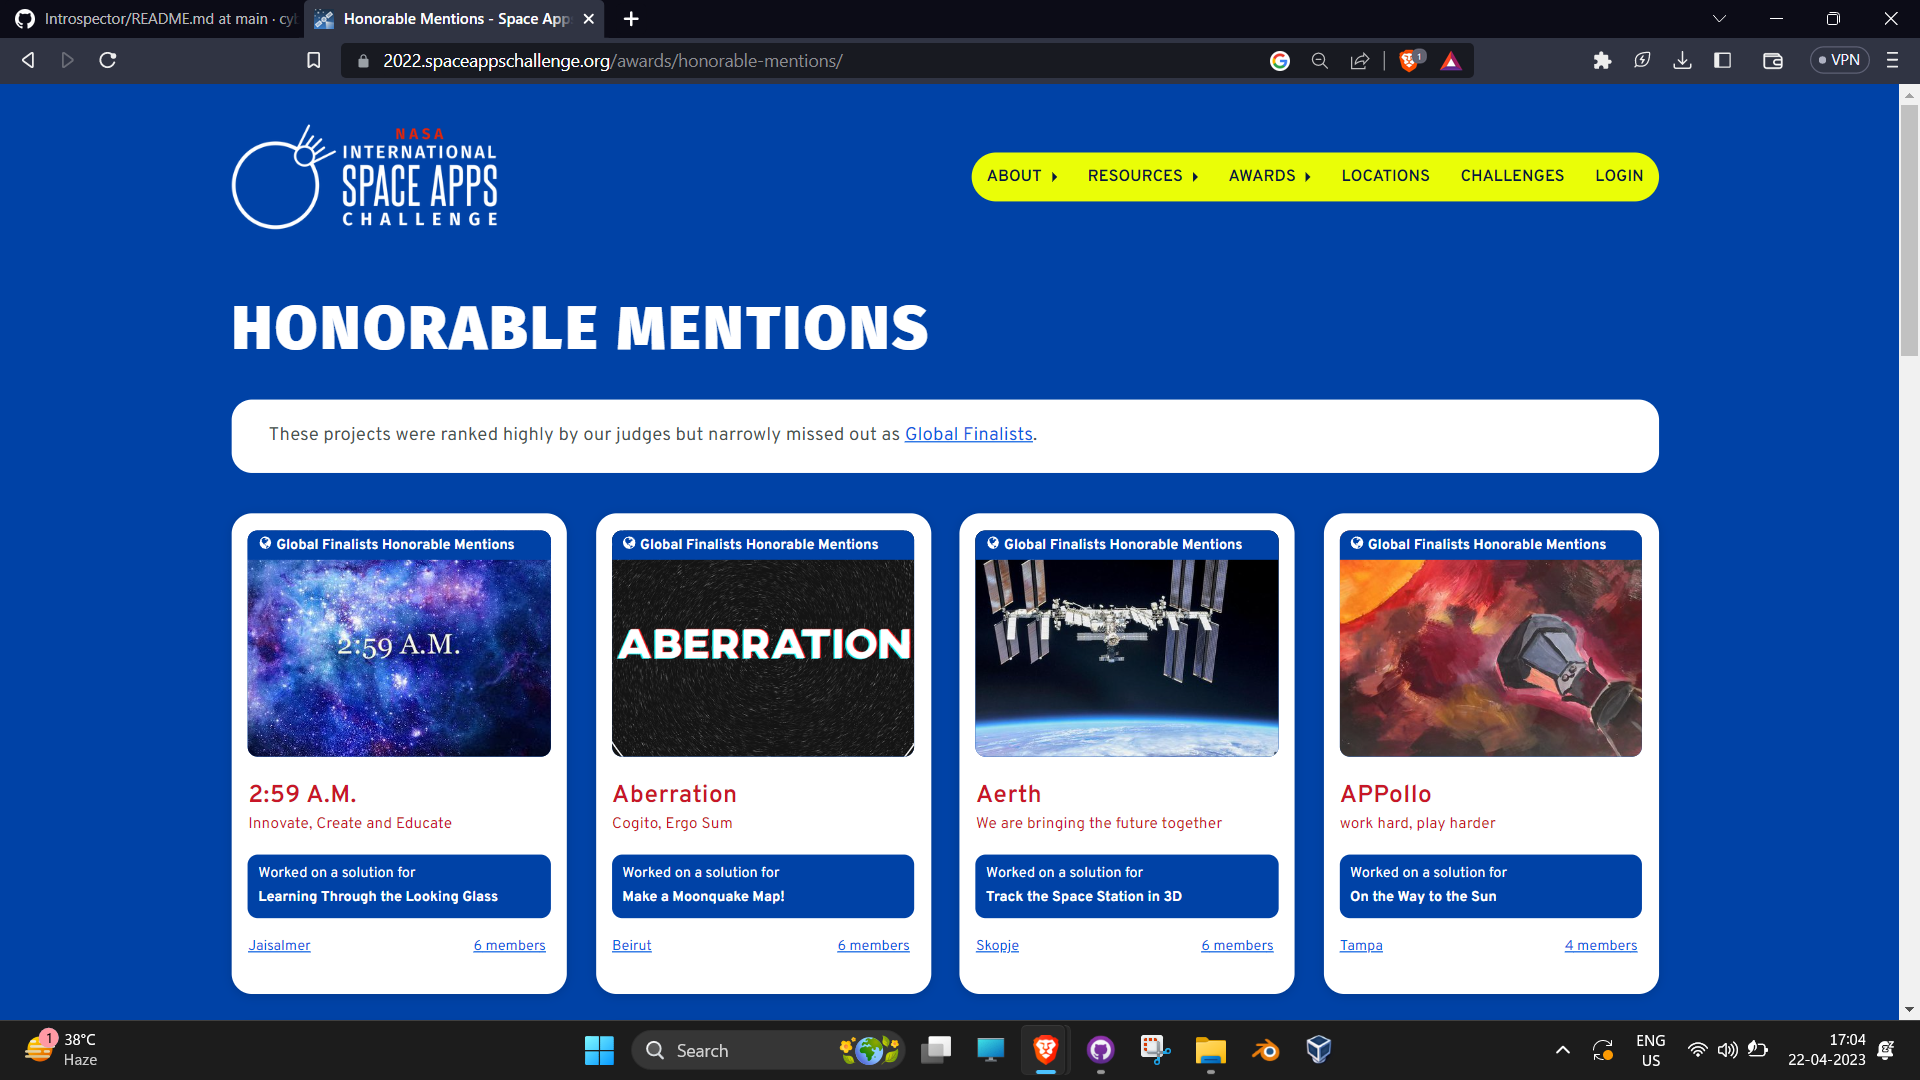 Introspector/README.md at main · cy
Honorable Mentions - Space App
2022.spaceappschallenge.org/awards/honorable-mentions/
1
VPN
NASA
INTERNATIONAL
SPACE APPS
CHALLENGE
ABOUT
RESOURCES
AWARDS
LOCATIONS
CHALLENGES
LOGIN
HONORABLE MENTIONS
These projects were ranked highly by our judges but narrowly missed out as Global Finalists.
Global Finalists Honorable Mentions
2:59 A.M.
2:59 A.M.
Innovate, Create and Educate
Worked on a solution for
Learning Through the Looking Glass
Jaisalmer
6 members
Global Finalists Honorable Mentions
ABERRATION
Aberration
Cogito, Ergo Sum
Worked on a solution for
Make a Moonquake Map!
Beirut
6 members
Global Finalists Honorable Mentions
Aerth
We are bringing the future together
Worked on a solution for
Track the Space Station in 3D
Skopje
6 members
Global Finalists Honorable Mentions
APPollo
work hard, play harder
Worked on a solution for
On the Way to the Sun
Tampa
4 members
1
38°C
Haze
Search
ENG
US
17:04
22-04-2023